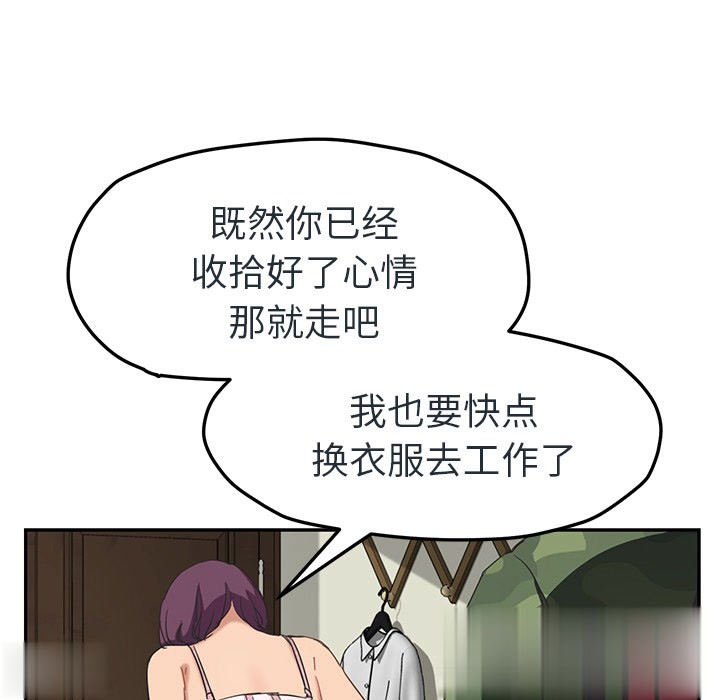 既然你已经
收拾好了心情
那就走吧
我也要快点
换衣服去工作了